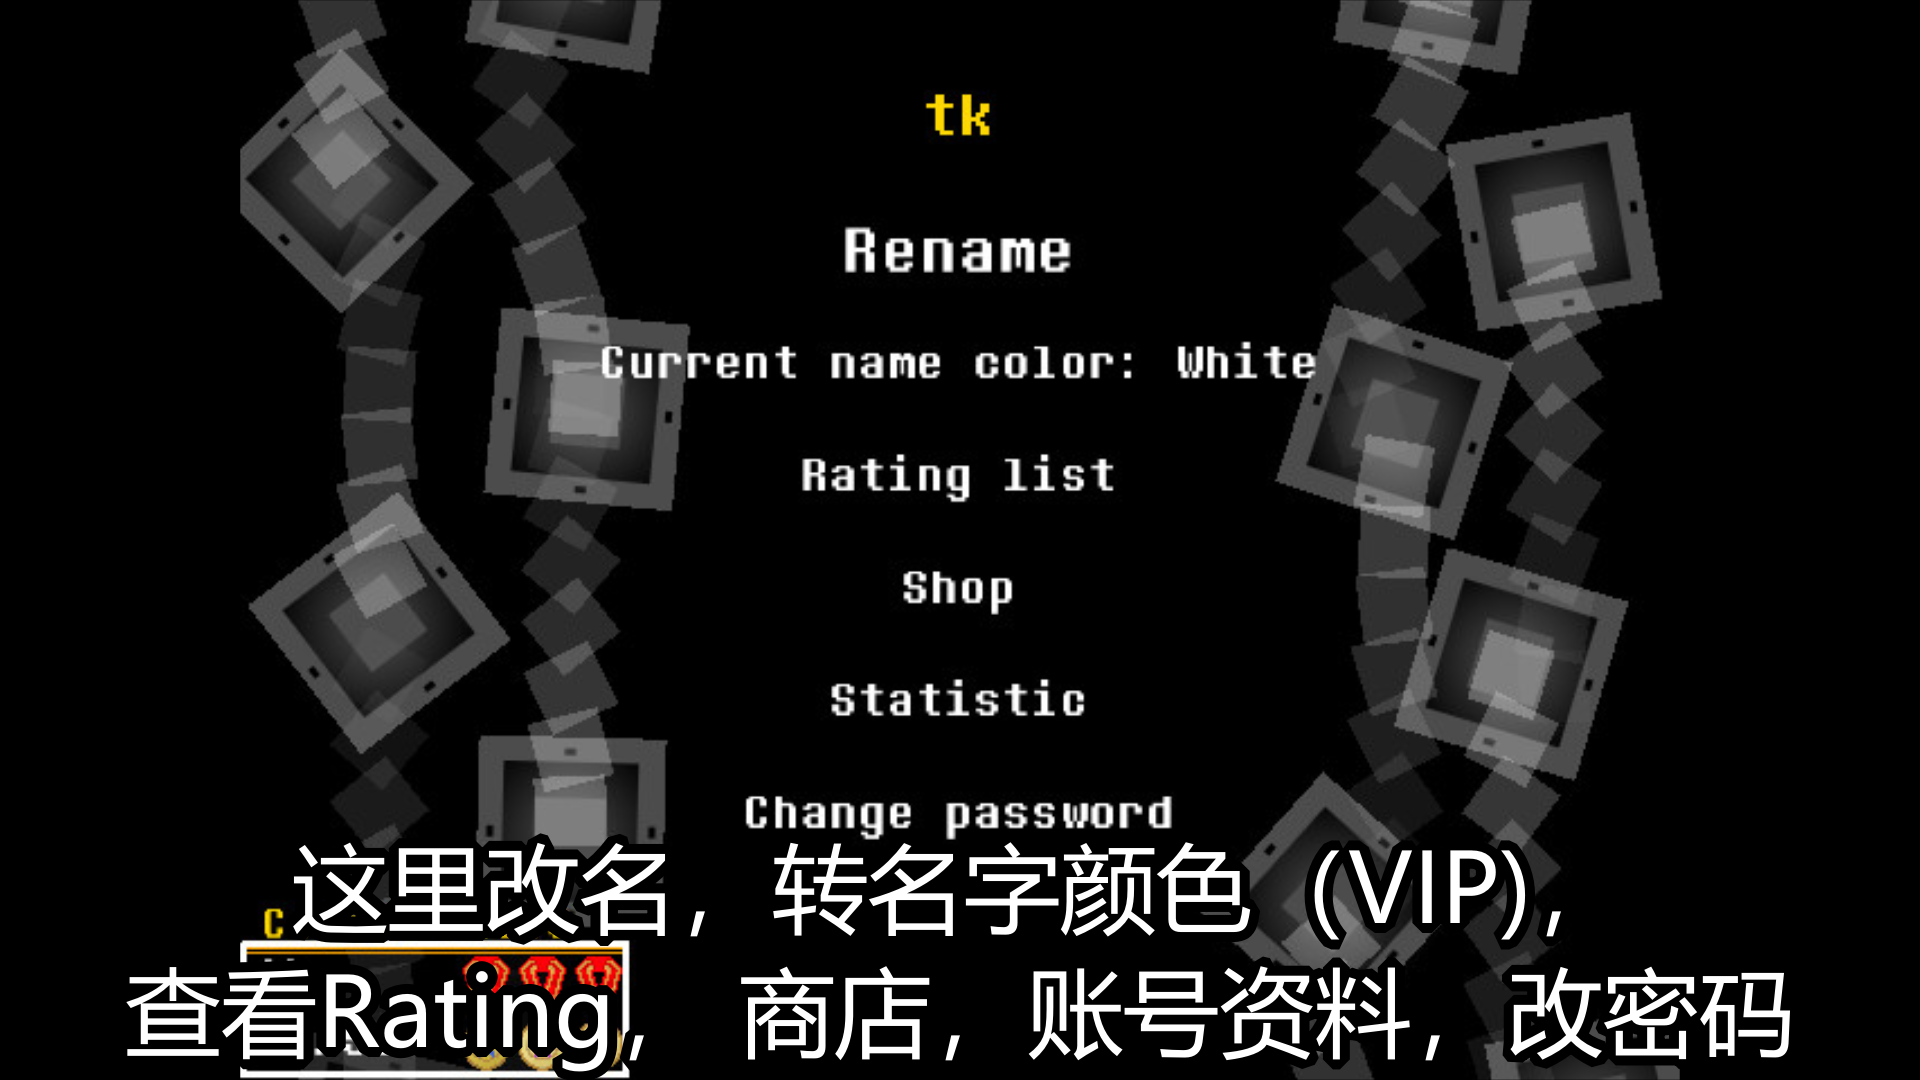 tk
Rename
Current name color: White
Rating list
Shop
Statistic
Change password
这里改名，转名字颜色（VIP），
查看Rating， 商店，账号资料，改密码